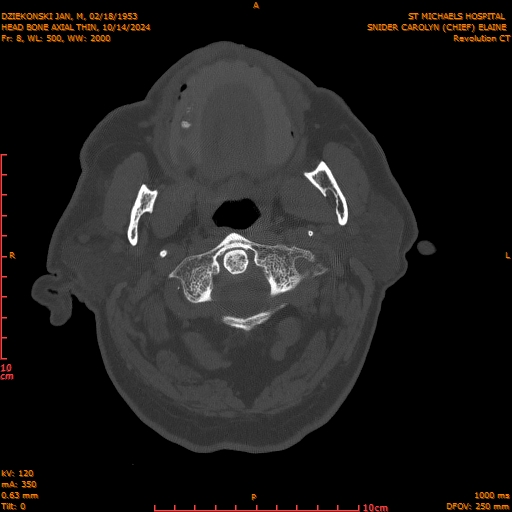 DZIEKONSKI JAN, M, 02/18/1953
HEAD BONE AXIAL THIN, 10/14/2024
Fr: 8, WL: 500, WW: 2000
A
ST MICHAELS HOSPITAL
SNIDER CAROLYN (CHIEF) ELAINE
Revolution CT
R
L
10
cm
kV: 120
mA: 350
0.63 mm
Tilt: 0
P
10cm
1000 ms
DFOV: 250 mm